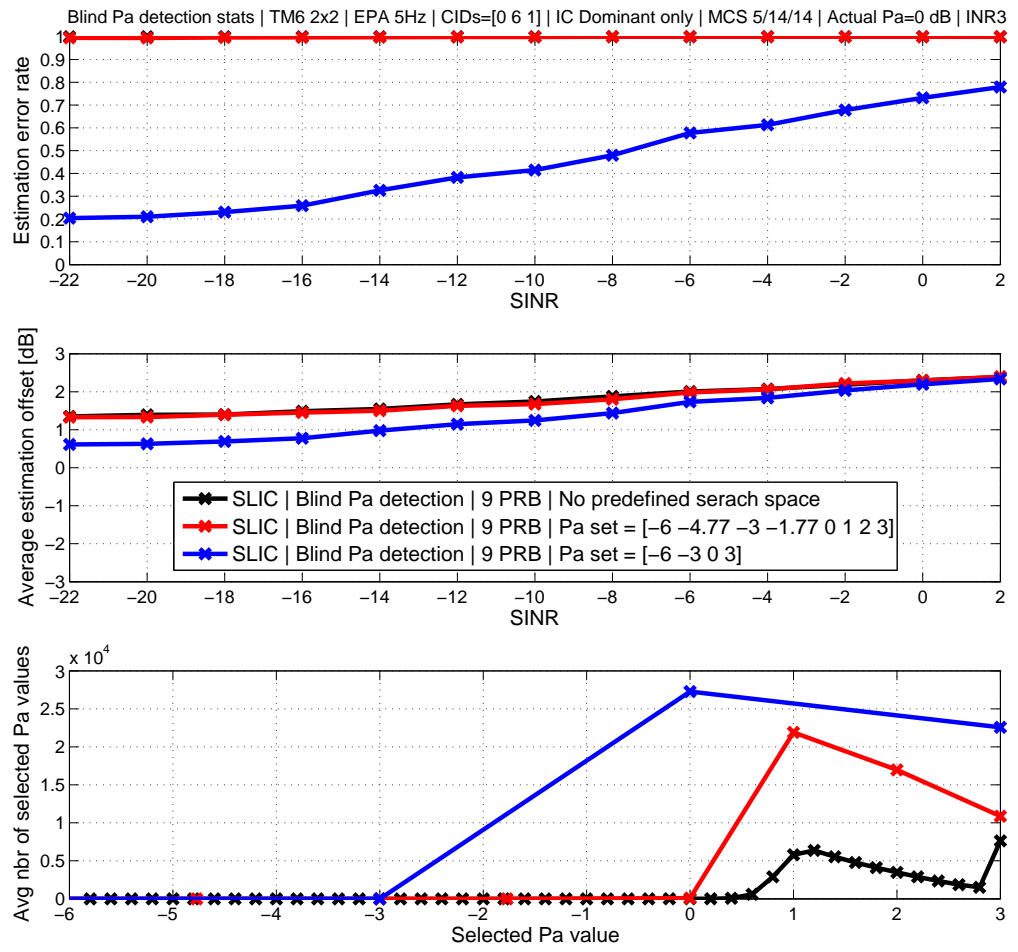 Blind Pa detection stats | TM6 2x2 | EPA 5Hz | CIDs=[0 6 1] | IC Dominant only | MCS 5/14/14 | Actual Pa=0 dB | INR3
1
0.9
0.8
0.7
0.6
0.5
0.4
0.3
0.2
0.1
0
Estimation error rate
−22 −20 −18 −16 −14 −12 −10 −8 −6 −4 −2 0 2
SINR
3
2
1
0
−1
−2
−3
Average estimation offset [dB]
SLIC | Blind Pa detection | 9 PRB | No predefined serach space
SLIC | Blind Pa detection | 9 PRB | Pa set = [−6 −4.77 −3 −1.77 0 1 2 3]
SLIC | Blind Pa detection | 9 PRB | Pa set = [−6 −3 0 3]
−22 −20 −18 −16 −14 −12 −10 −8 −6 −4 −2 0 2
SINR
x 10^4
3
2.5
2
1.5
1
0.5
0
Avg nbr of selected Pa values
−6 −5 −4 −3 −2 −1 0 1 2 3
Selected Pa value